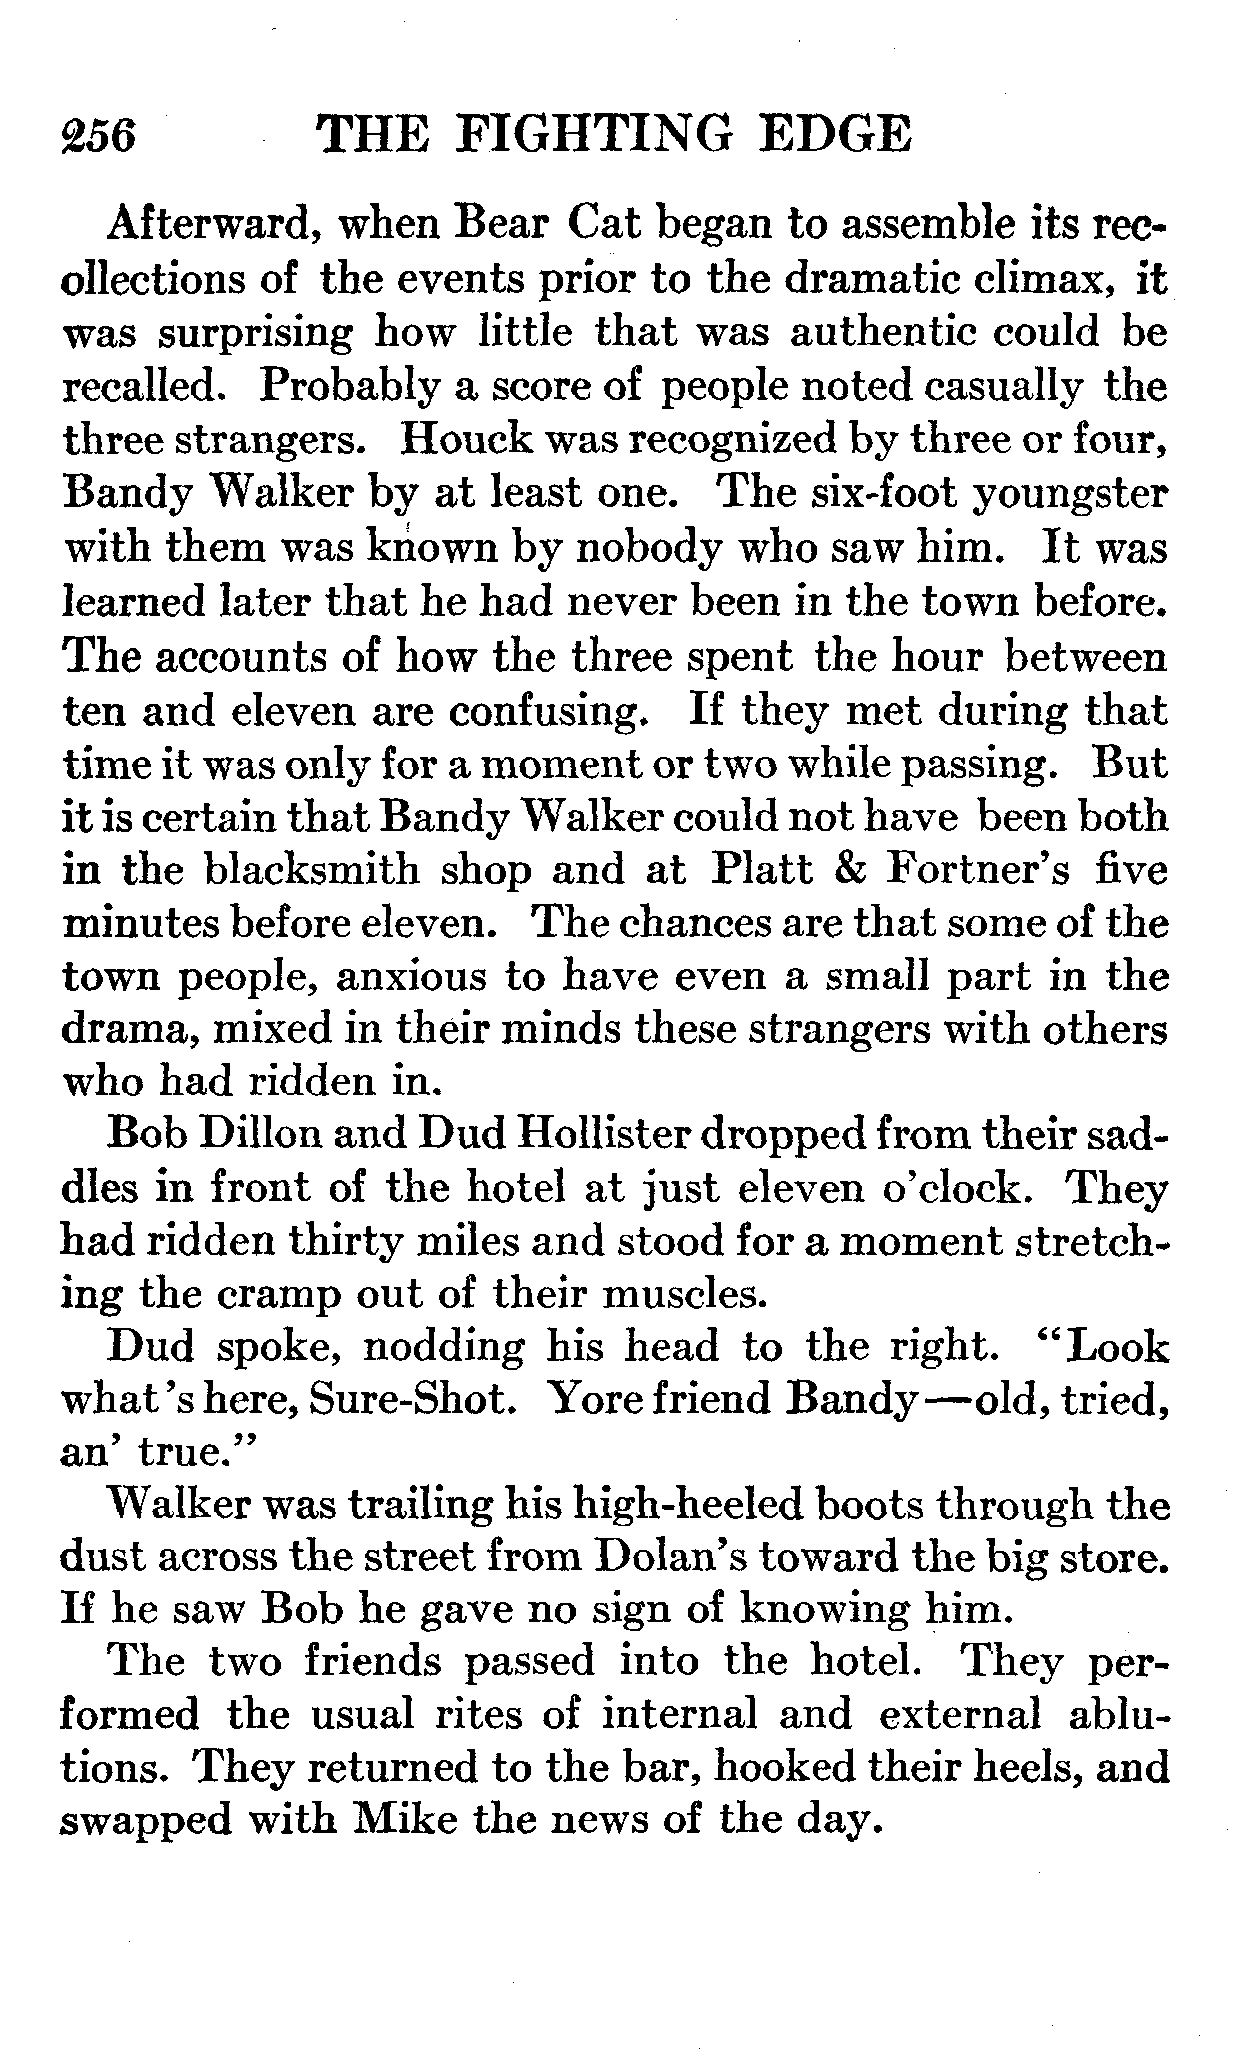 256 THE FIGHTING EDGE
Afterward, when Bear Cat began to assemble its rec-
ollections of the events prior to the dramatic climax, it
was surprising how little that was authentic could be
recalled. Probably a score of people noted casually the
three strangers. Houck was recognized by three or four,
Bandy Walker by at least one. The six-foot youngster
with them was known by nobody who saw him. It was
learned later that he had never been in the town before.
The accounts of how the three spent the hour between
ten and eleven are confusing. If they met during that
time it was only for a moment or two while passing. But
it is certain that Bandy Walker could not have been both
in the blacksmith shop and at Platt & Fortner's five
minutes before eleven. The chances are that some of the
town people, anxious to have even a small part in the
drama, mixed in their minds these strangers with others
who had ridden in.
Bob Dillon and Dud Hollister dropped from their sad-
dles in front of the hotel at just eleven o'clock. They
had ridden thirty miles and stood for a moment stretch-
ing the cramp out of their muscles.
Dud spoke, nodding his head to the right. “Look
what 's here, Sure-Shot. Yore friend Bandy—old, tried,
an' true.”
Walker was trailing his high-heeled boots through the
dust across the street from Dolan's toward the big store.
If he saw Bob he gave no sign of knowing him.
The two friends passed into the hotel. They per-
formed the usual rites of internal and external ablu-
tions. They returned to the bar, hooked their heels, and
swapped with Mike the news of the day.